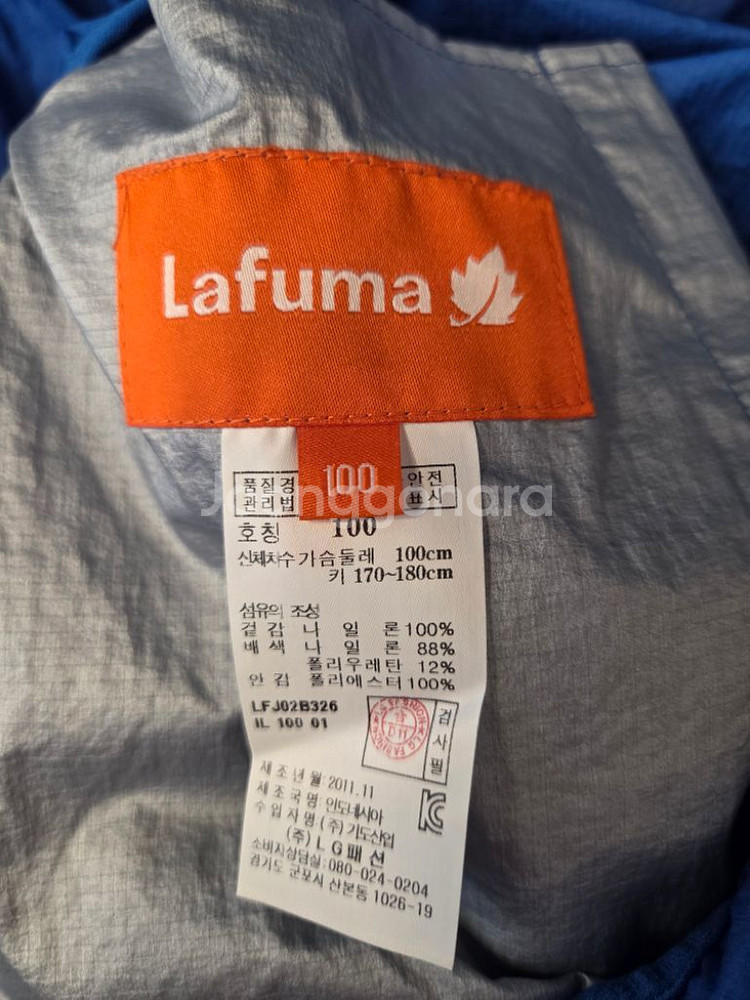 Lafuma
100
품질경
관리법
안전
표시
Joonggonara
호칭 100
신체치수 가슴둘레 100cm
키 170~180cm
섬유의 조성
겉감 나일론 100%
배색 나일론 88%
폴리우레탄 12%
안감 폴리에스터 100%
LFJ02B326
IL 100 01
검사필
제조년월: 2011.11
제조국명: 인도네시아
수입자명: (주)기도산업
(주)LG패션
소비자상담실: 080-024-0204
경기도 군포시 산본동 1026-19